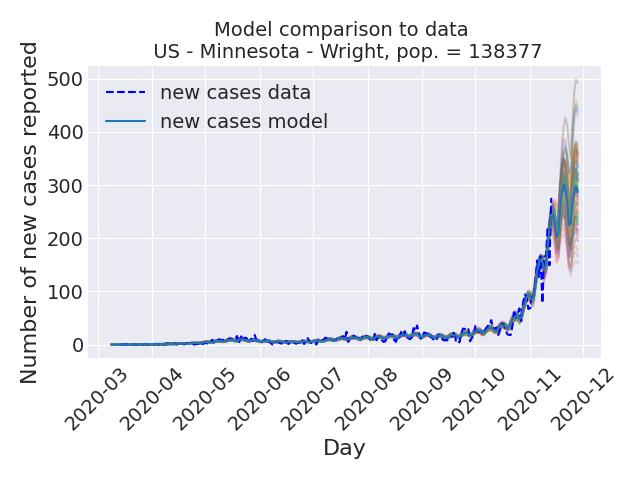 Model comparison to data
US - Minnesota - Wright, pop. = 138377
Number of new cases reported
500
400
300
200
100
0
new cases data
new cases model
2020-03
2020-04
2020-05
2020-06
2020-07
2020-08
2020-09
2020-10
2020-11
2020-12
Day